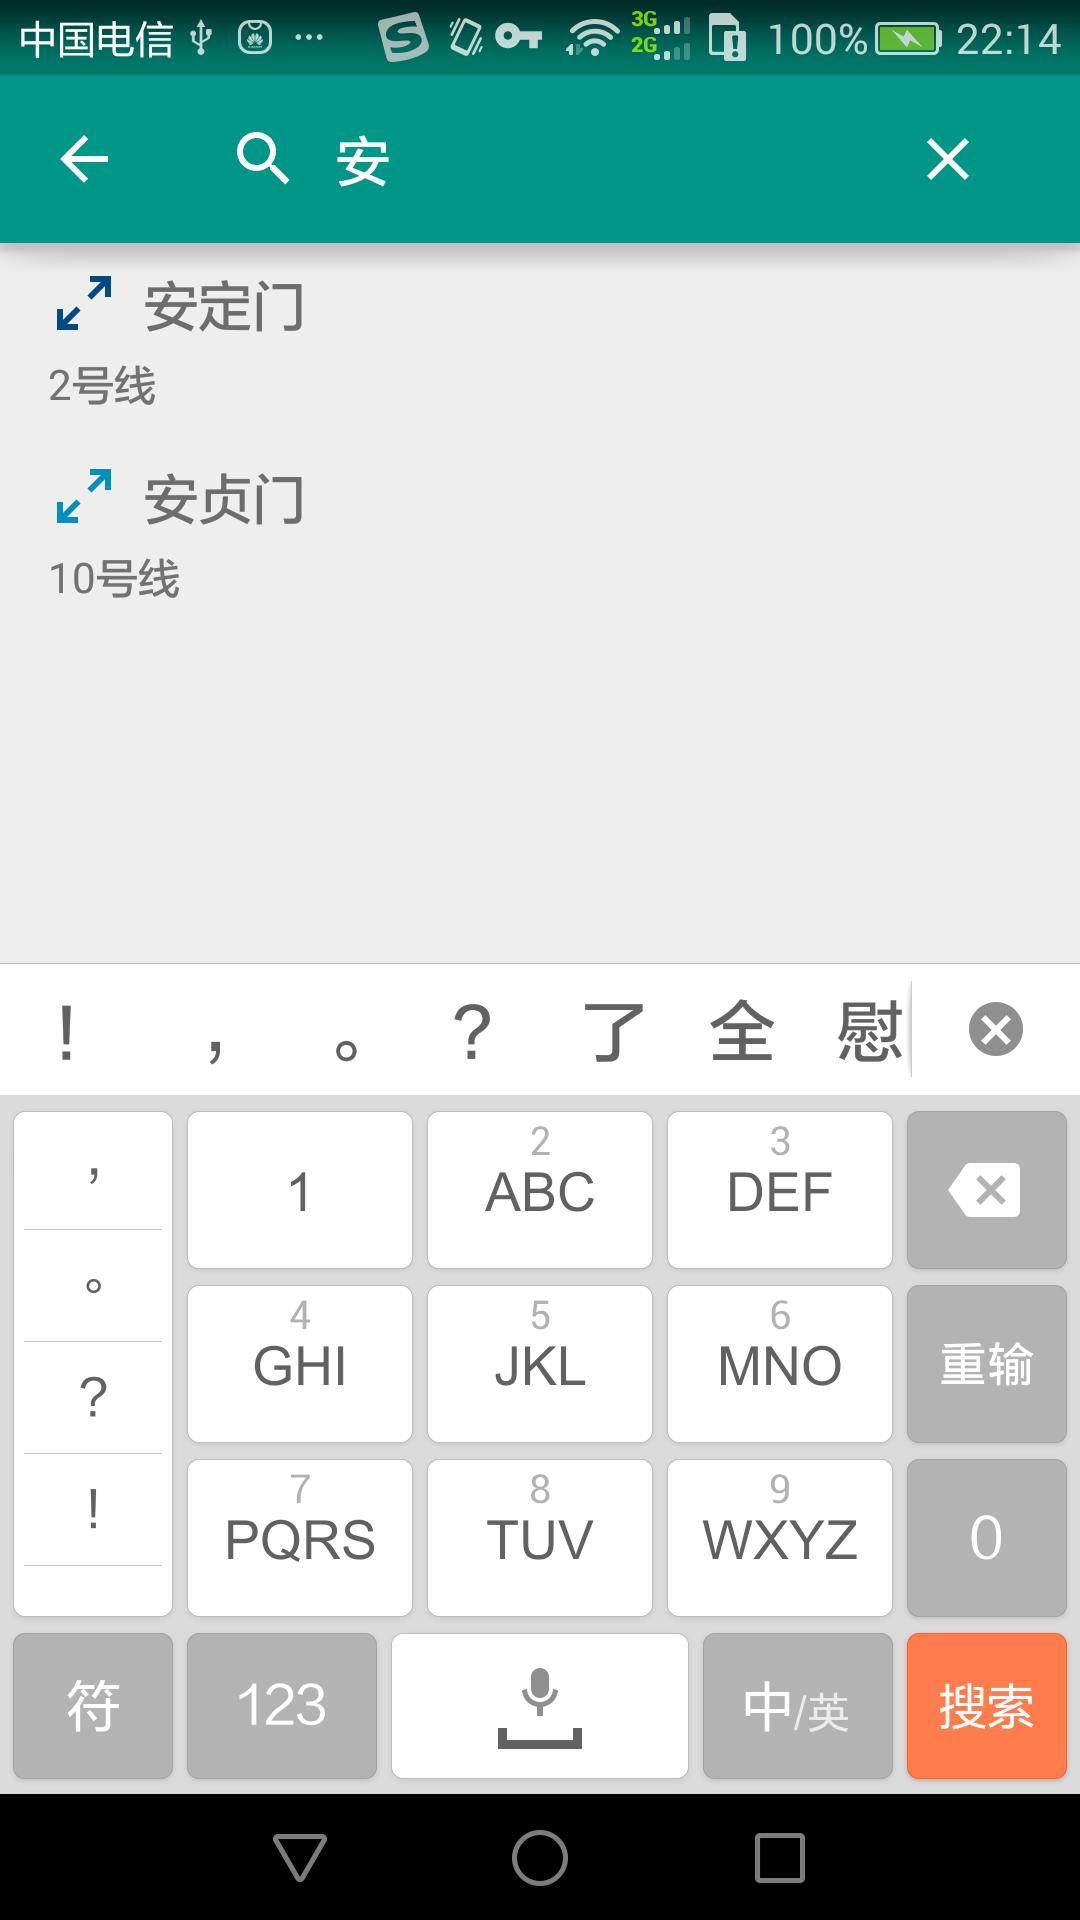 中国电信 ... 3G 2G 100% 22:14
安
安定门
2号线
安贞门
10号线
！ ， 。 ？ 了 全 慰
， 1 2 ABC 3 DEF
。 4 GHI 5 JKL 6 MNO 重输
？ 7 PQRS 8 TUV 9 WXYZ 0
！
符 123 中/英 搜索